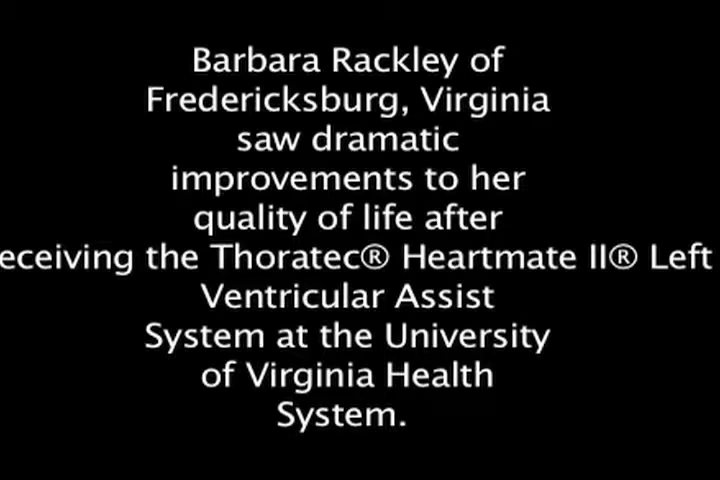 Barbara Rackley of
Fredericksburg, Virginia
saw dramatic
improvements to her
quality of life after
eceiving the Thoratec® Heartmate II® Left
Ventricular Assist
System at the University
of Virginia Health
System.